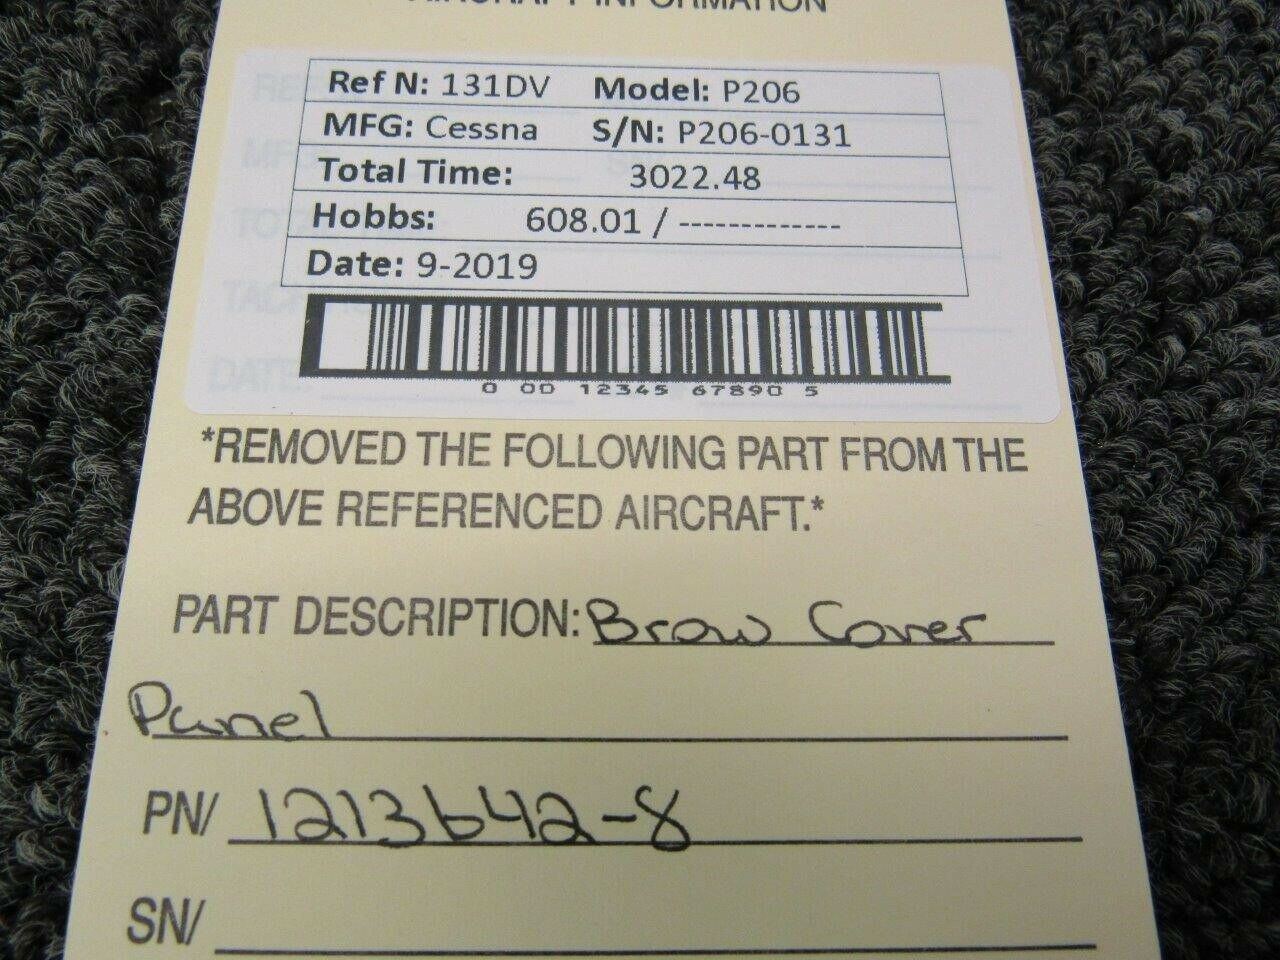 AIRCRAFT INFORMATION
Ref N: 131DV Model: P206
MFG: Cessna S/N: P206-0131
Total Time: 3022.48
Hobbs: 608.01 / -------------
Date: 9-2019
0 00 12345 67890 5
*REMOVED THE FOLLOWING PART FROM THE
ABOVE REFERENCED AIRCRAFT.*
PART DESCRIPTION: Brow Cover
Panel
PN/ 1213642-8
SN/